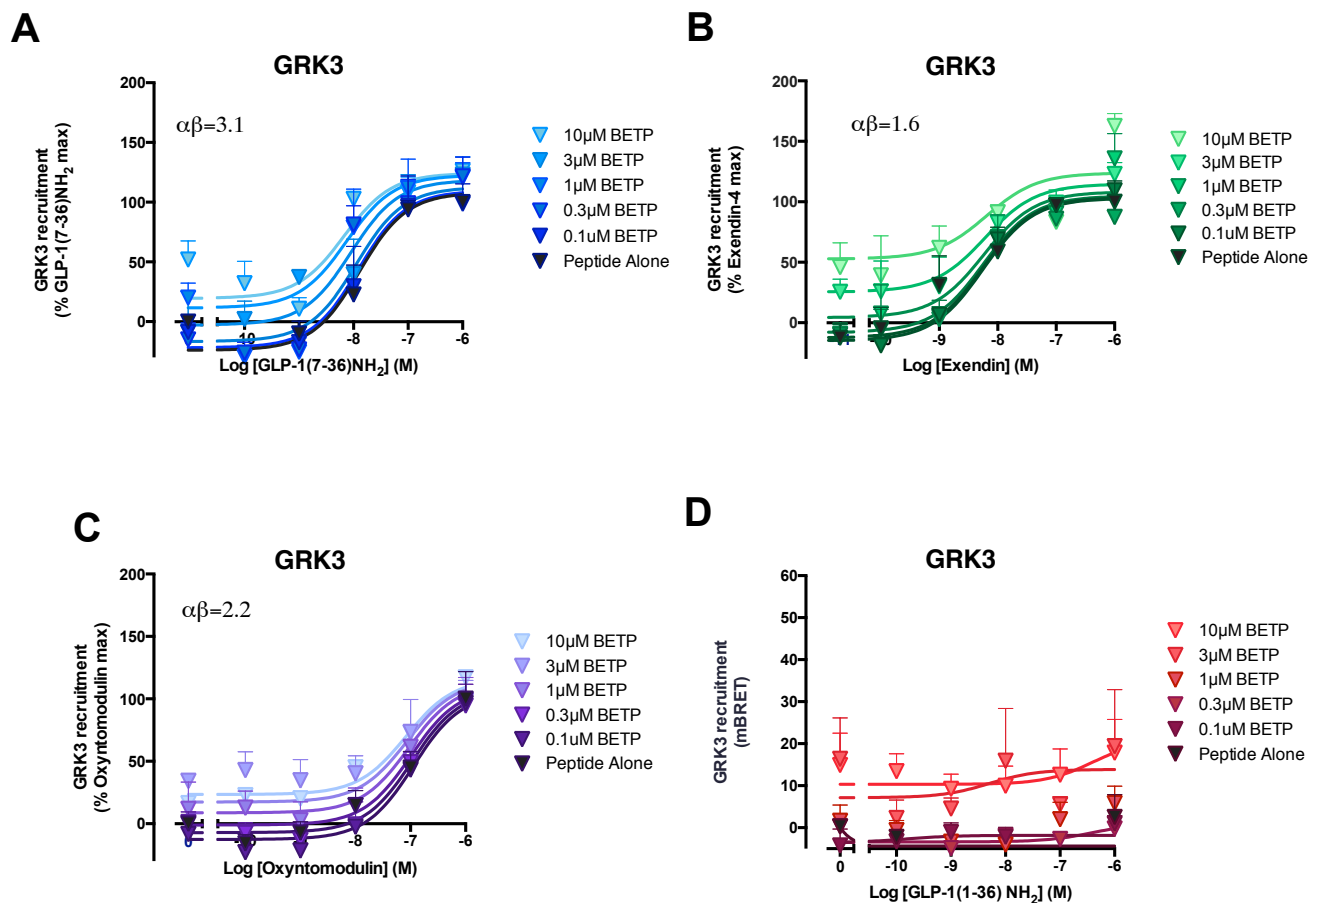 A
GRK3
200
150
100
50
0
-8
-7
-6
αβ=3.1
GRK3 recruitment
(% GLP-1(7-36)NH2 max)
Log [GLP-1(7-36)NH2] (M)
10μM BETP
3μM BETP
1μM BETP
0.3μM BETP
0.1uM BETP
Peptide Alone
B
GRK3
200
150
100
50
0
-9
-8
-7
-6
αβ=1.6
GRK3 recruitment
(% Exendin-4 max)
Log [Exendin] (M)
10μM BETP
3μM BETP
1μM BETP
0.3μM BETP
0.1uM BETP
Peptide Alone
C
GRK3
200
150
100
50
0
0
-8
-7
-6
αβ=2.2
GRK3 recruitment
(% Oxyntomodulin max)
Log [Oxyntomodulin] (M)
10μM BETP
3μM BETP
1μM BETP
0.3μM BETP
0.1uM BETP
Peptide Alone
D
GRK3
60
50
40
30
20
10
0
0
-10
-9
-8
-7
-6
GRK3 recruitment
(mBRET)
Log [GLP-1(1-36) NH2] (M)
10μM BETP
3μM BETP
1μM BETP
0.3μM BETP
0.1uM BETP
Peptide Alone